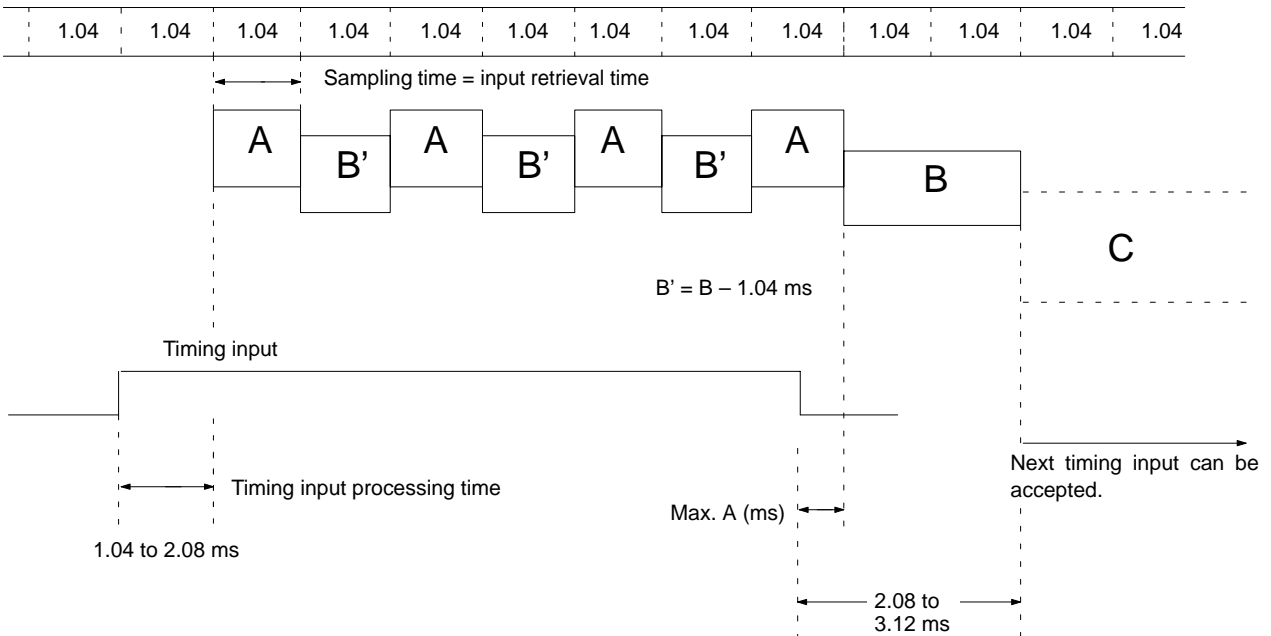 1.04 1.04 1.04 1.04 1.04 1.04 1.04 1.04 1.04 1.04 1.04 1.04 1.04
Sampling time = input retrieval time
A B’ A B’ A B’ A B
C
B’ = B – 1.04 ms
Timing input
Timing input processing time
1.04 to 2.08 ms
Max. A (ms)
Next timing input can be
accepted.
2.08 to
3.12 ms